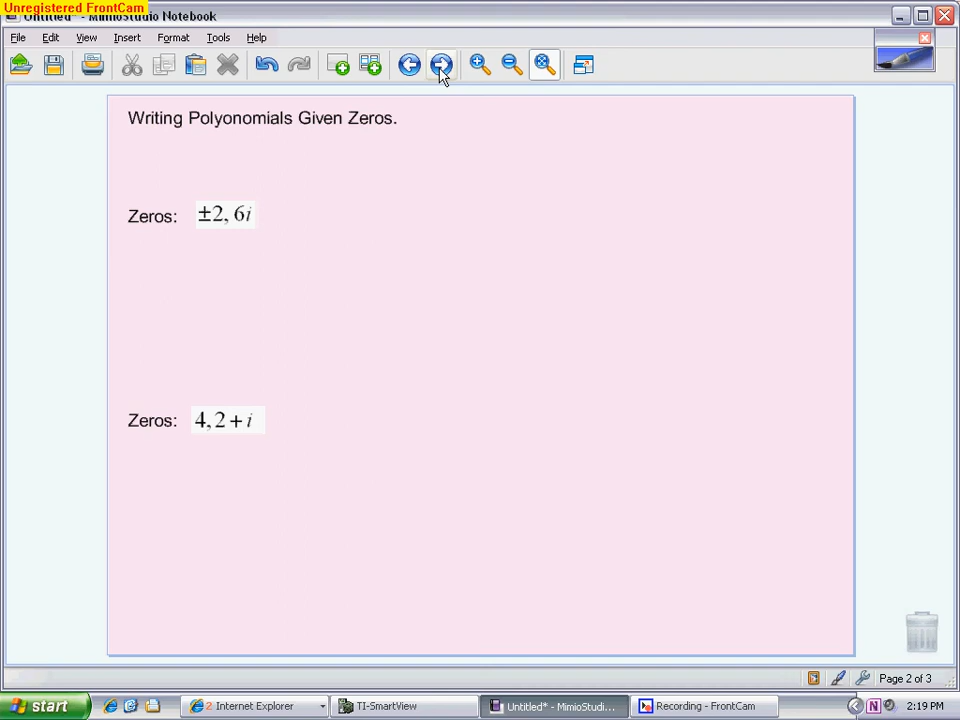 Unregistered FrontCam
Untitled* - MimioStudio Notebook
File Edit View Insert Format Tools Help
Writing Polyonomials Given Zeros.
Zeros: ±2, 6i
Zeros: 4, 2 + i
Page 2 of 3
start 2 Internet Explorer TI-SmartView Untitled* - MimioStudi... Recording - FrontCam N 2:19 PM